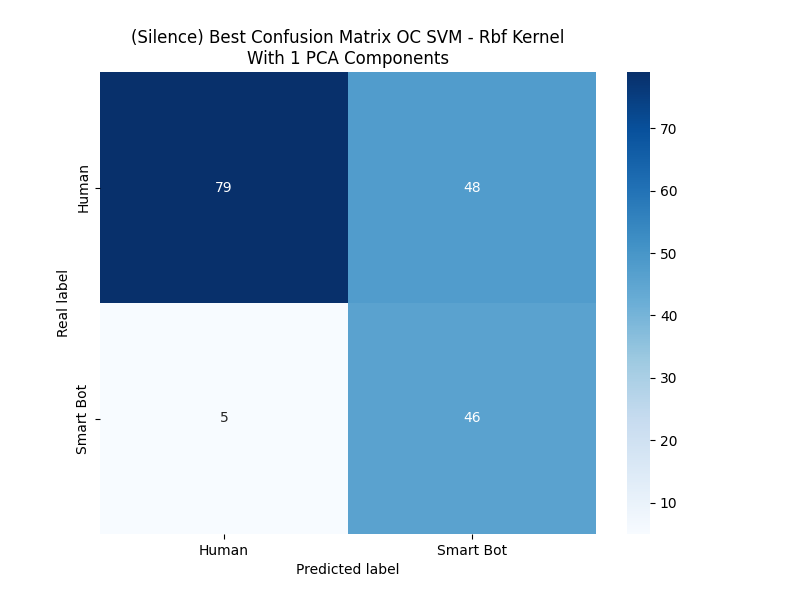 (Silence) Best Confusion Matrix OC SVM - Rbf Kernel
With 1 PCA Components
Real label
Human
Smart Bot
79
48
5
46
Human
Smart Bot
Predicted label
70
60
50
40
30
20
10